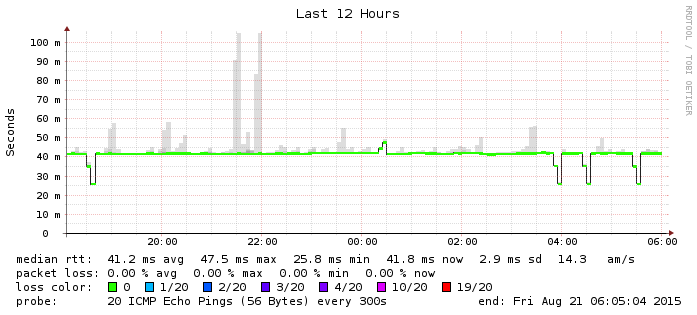 Last 12 Hours
RRDTOOL / TOBI OETIKER
Seconds
100 m
90 m
80 m
70 m
60 m
50 m
40 m
30 m
20 m
10 m
0
20:00 22:00 00:00 02:00 04:00 06:00
median rtt: 41.2 ms avg 47.5 ms max 25.8 ms min 41.8 ms now 2.9 ms sd 14.3 am/s
packet loss: 0.00 % avg 0.00 % max 0.00 % min 0.00 % now
loss color: 0 1/20 2/20 3/20 4/20 10/20 19/20
probe: 20 ICMP Echo Pings (56 Bytes) every 300s end: Fri Aug 21 06:05:04 2015